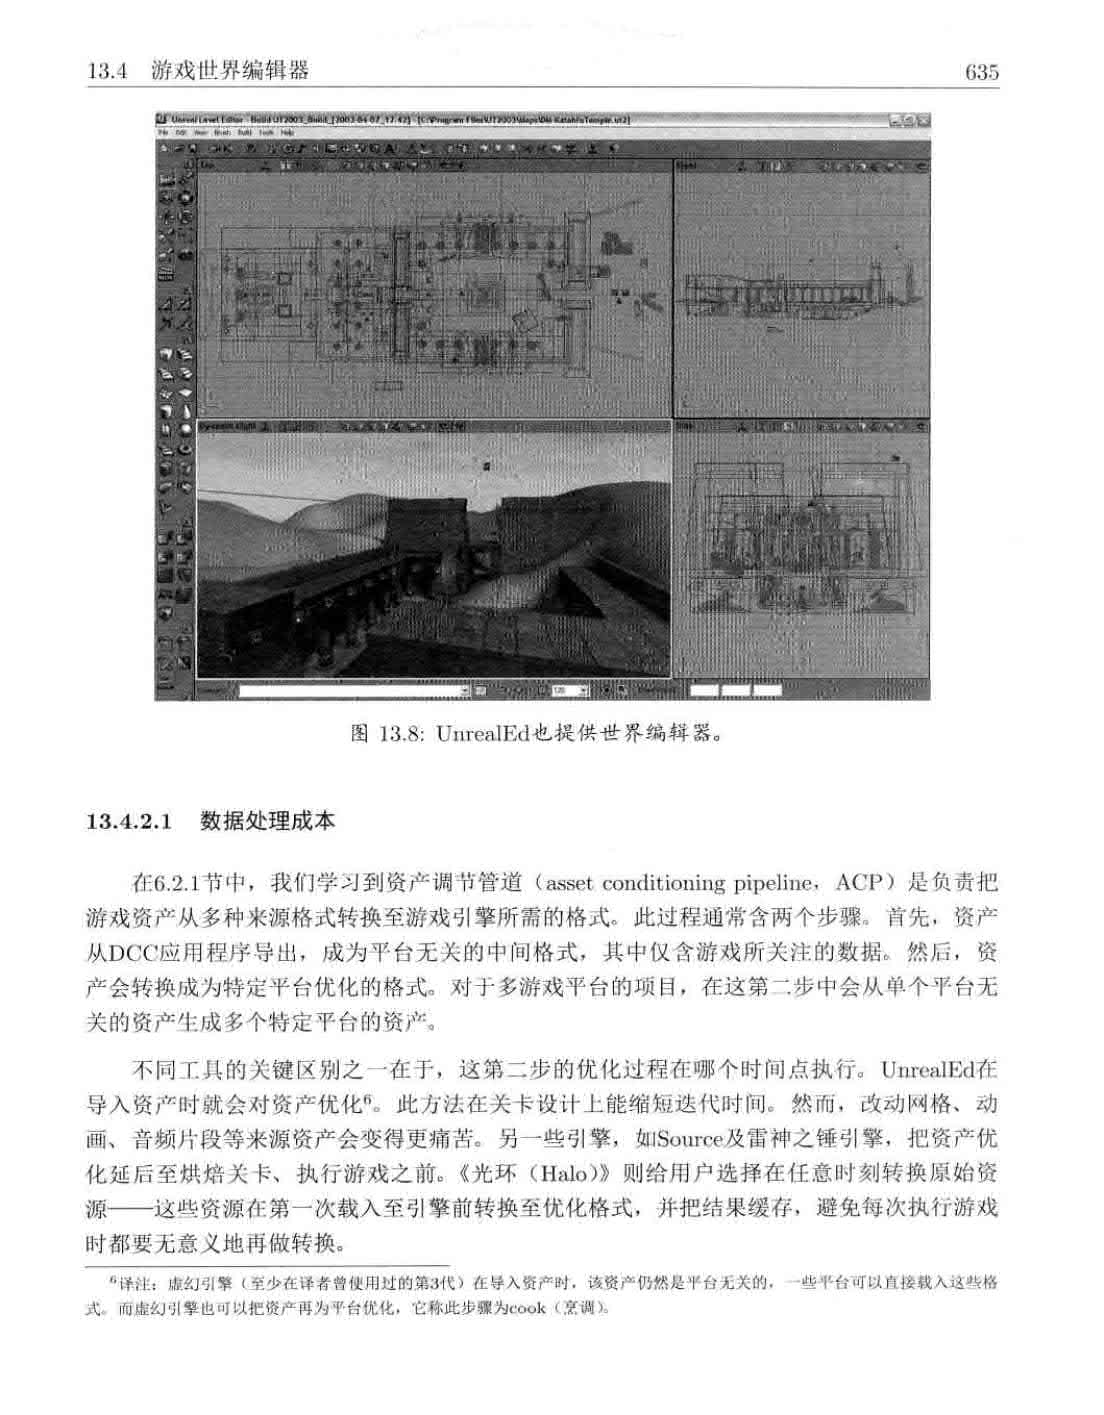 13.4 游戏世界编辑器 635
Unreal Level Editor - Build UT2003_Build_[2003-04-07_17.42] - [C:\Program Files\UT2003\Maps\DM-KatahfsTemple.ut2]
File Edit View Brush Build Tools Help
Top
Dynamic Light
Side
图 13.8: UnrealEd也提供世界编辑器。
13.4.2.1 数据处理成本
在6.2.1节中，我们学习到资产调节管道（asset conditioning pipeline，ACP）是负责把
游戏资产从多种来源格式转换至游戏引擎所需的格式。此过程通常含两个步骤。首先，资产
从DCC应用程序导出，成为平台无关的中间格式，其中仅含游戏所关注的数据。然后，资
产会转换成为特定平台优化的格式。对于多游戏平台的项目，在这第二步中会从单个平台无
关的资产生成多个特定平台的资产。
不同工具的关键区别之一在于，这第二步的优化过程在哪个时间点执行。UnrealEd在
导入资产时就会对资产优化⁶。此方法在关卡设计上能缩短迭代时间。然而，改动网格、动
画、音频片段等来源资产会变得更痛苦。另一些引擎，如Source及雷神之锤引擎，把资产优
化延后至烘焙关卡、执行游戏之前。《光环（Halo）》则给用户选择在任意时刻转换原始资
源——这些资源在第一次载入至引擎前转换至优化格式，并把结果缓存，避免每次执行游戏
时都要无意义地再做转换。
⁶译注：虚幻引擎（至少在译者曾使用过的第3代）在导入资产时，该资产仍然是平台无关的，一些平台可以直接载入这些格
式。而虚幻引擎也可以把资产再为平台优化，它称此步骤为cook（烹调）。